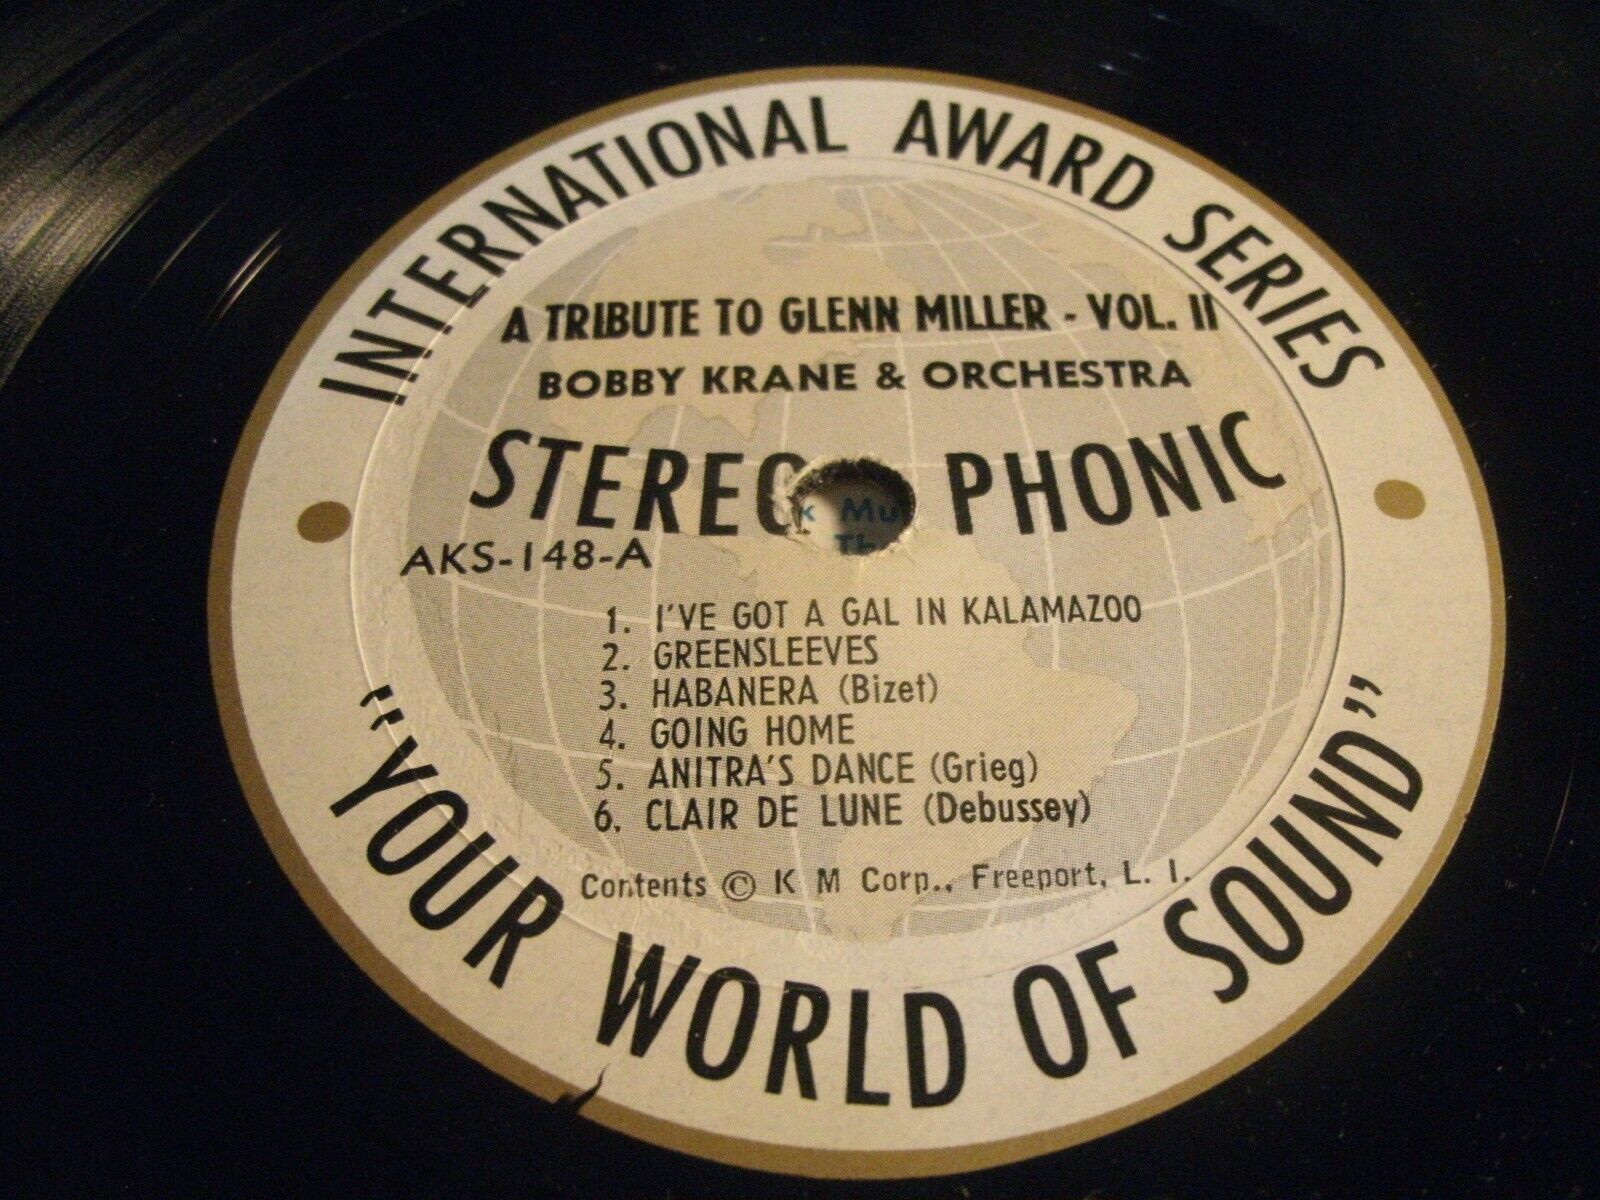 INTERNATIONAL AWARD SERIES
A TRIBUTE TO GLENN MILLER - VOL. II
BOBBY KRANE & ORCHESTRA
STEREO PHONIC
AKS-148-A
1. I'VE GOT A GAL IN KALAMAZOO
2. GREENSLEEVES
3. HABANERA (Bizet)
4. GOING HOME
5. ANITRA'S DANCE (Grieg)
6. CLAIR DE LUNE (Debussey)
Contents © K M Corp., Freeport, L. I.
"YOUR WORLD OF SOUND"